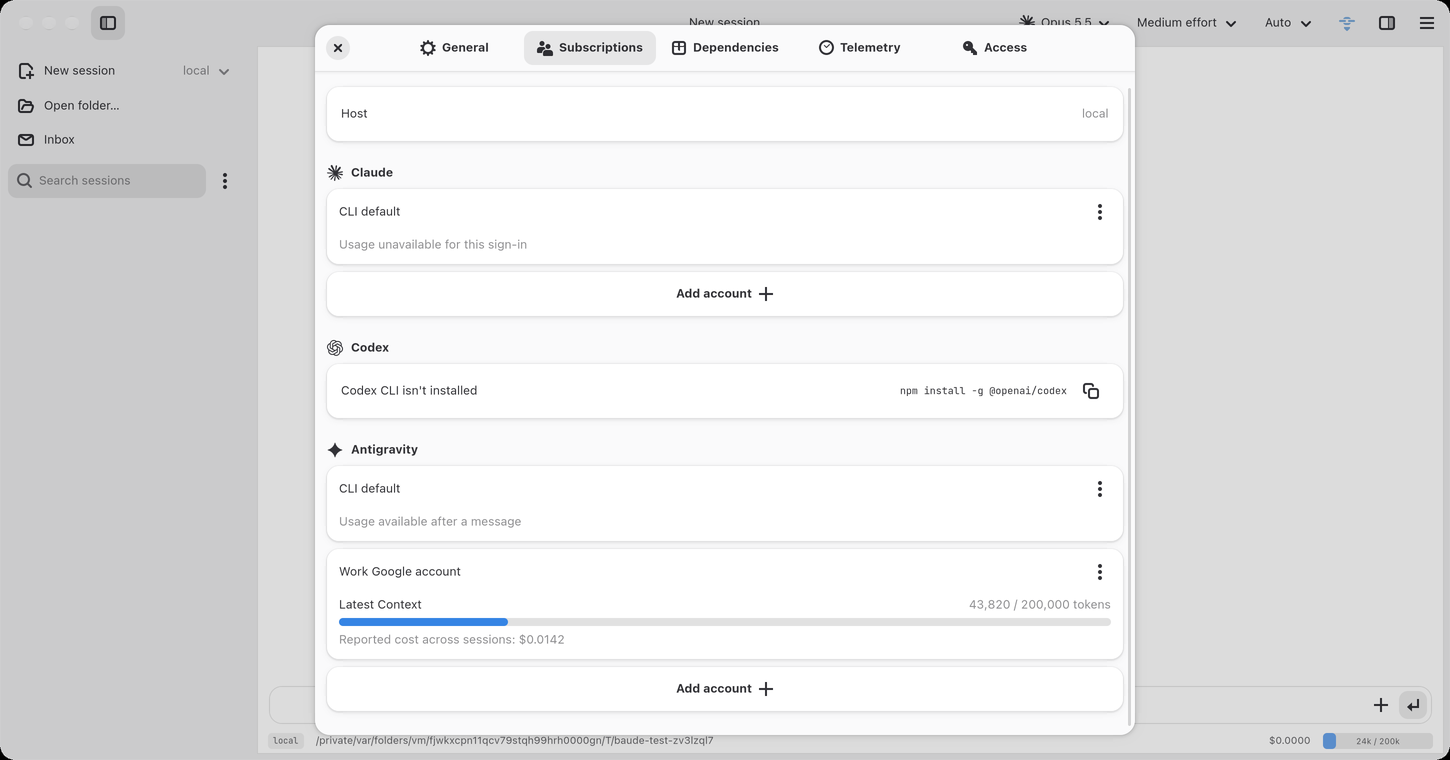 New session
Opus 5.5
Medium effort
Auto
General
Subscriptions
Dependencies
Telemetry
Access
New session local
Open folder...
Inbox
Search sessions
Host local
Claude
CLI default
Usage unavailable for this sign-in
Add account
Codex
Codex CLI isn't installed npm install -g @openai/codex
Antigravity
CLI default
Usage available after a message
Work Google account
Latest Context 43,820 / 200,000 tokens
Reported cost across sessions: $0.0142
Add account
local /private/var/folders/vm/fjwkxcpn11qcv79stqh99hrh0000gn/T/baude-test-zv3lzql7 $0.0000 24k / 200k